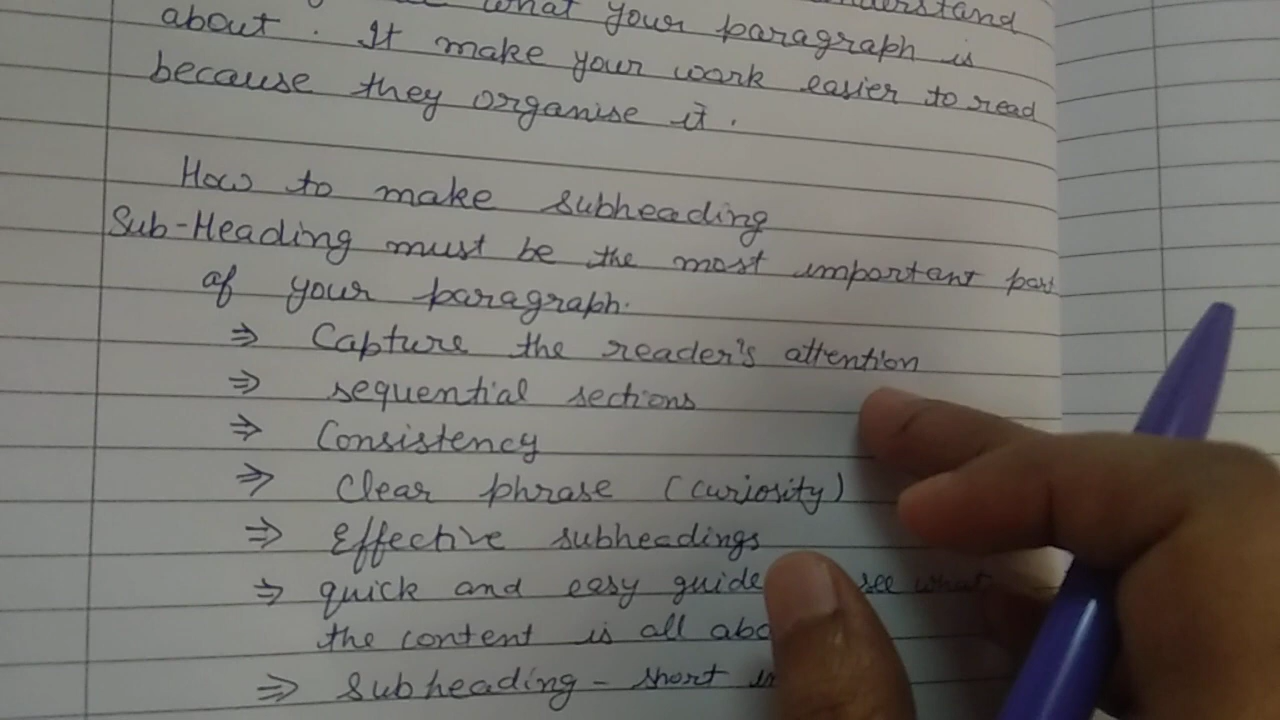 what your paragraph is
about. It make your work easier to read
because they organise it.
How to make subheading
Sub-Heading must be the most important part
of your paragraph.
⇒ Capture the reader's attention
⇒ sequential sections
⇒ Consistency
⇒ Clear phrase (curiosity)
⇒ Effective subheadings
⇒ quick and easy guide see what
the content is all
⇒ Subheading - short